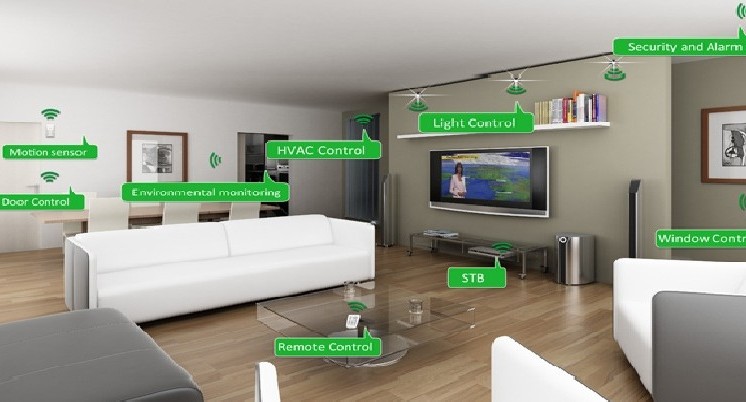 Security and Alarm
Light Control
HVAC Control
Motion sensor
Environmental monitoring
Door Control
Window Contr
STB
Remote Control